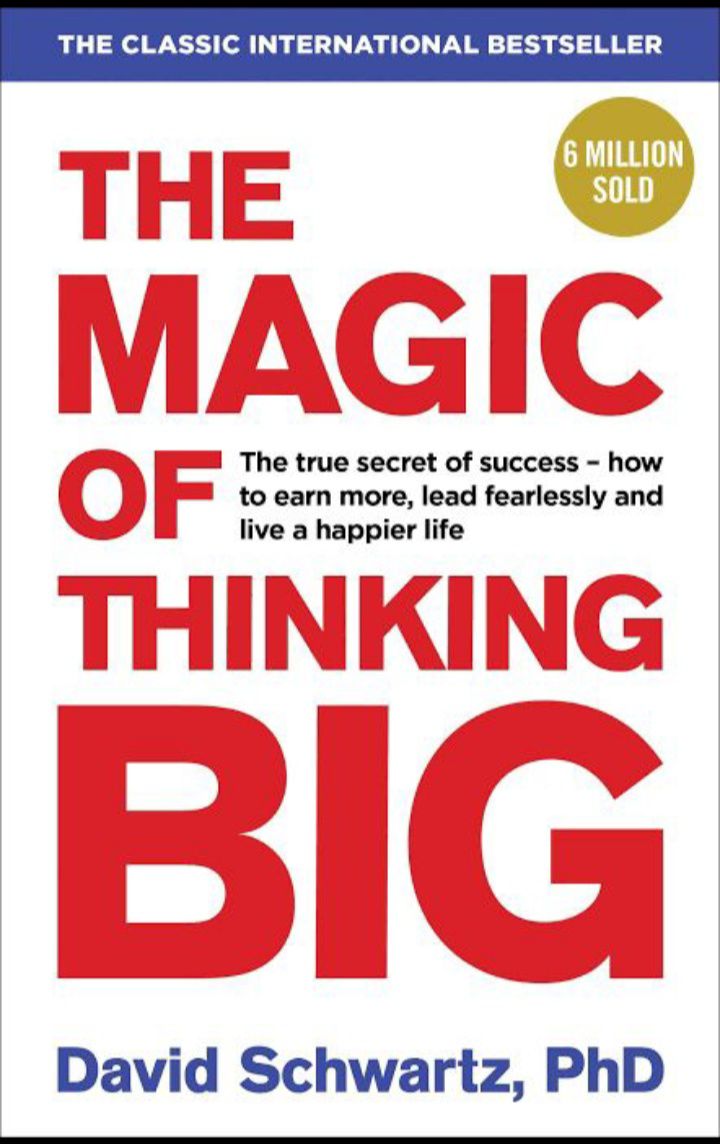 THE CLASSIC INTERNATIONAL BESTSELLER
6 MILLION
SOLD
THE
MAGIC
OF
The true secret of success – how
to earn more, lead fearlessly and
live a happier life
THINKING
BIG
David Schwartz, PhD